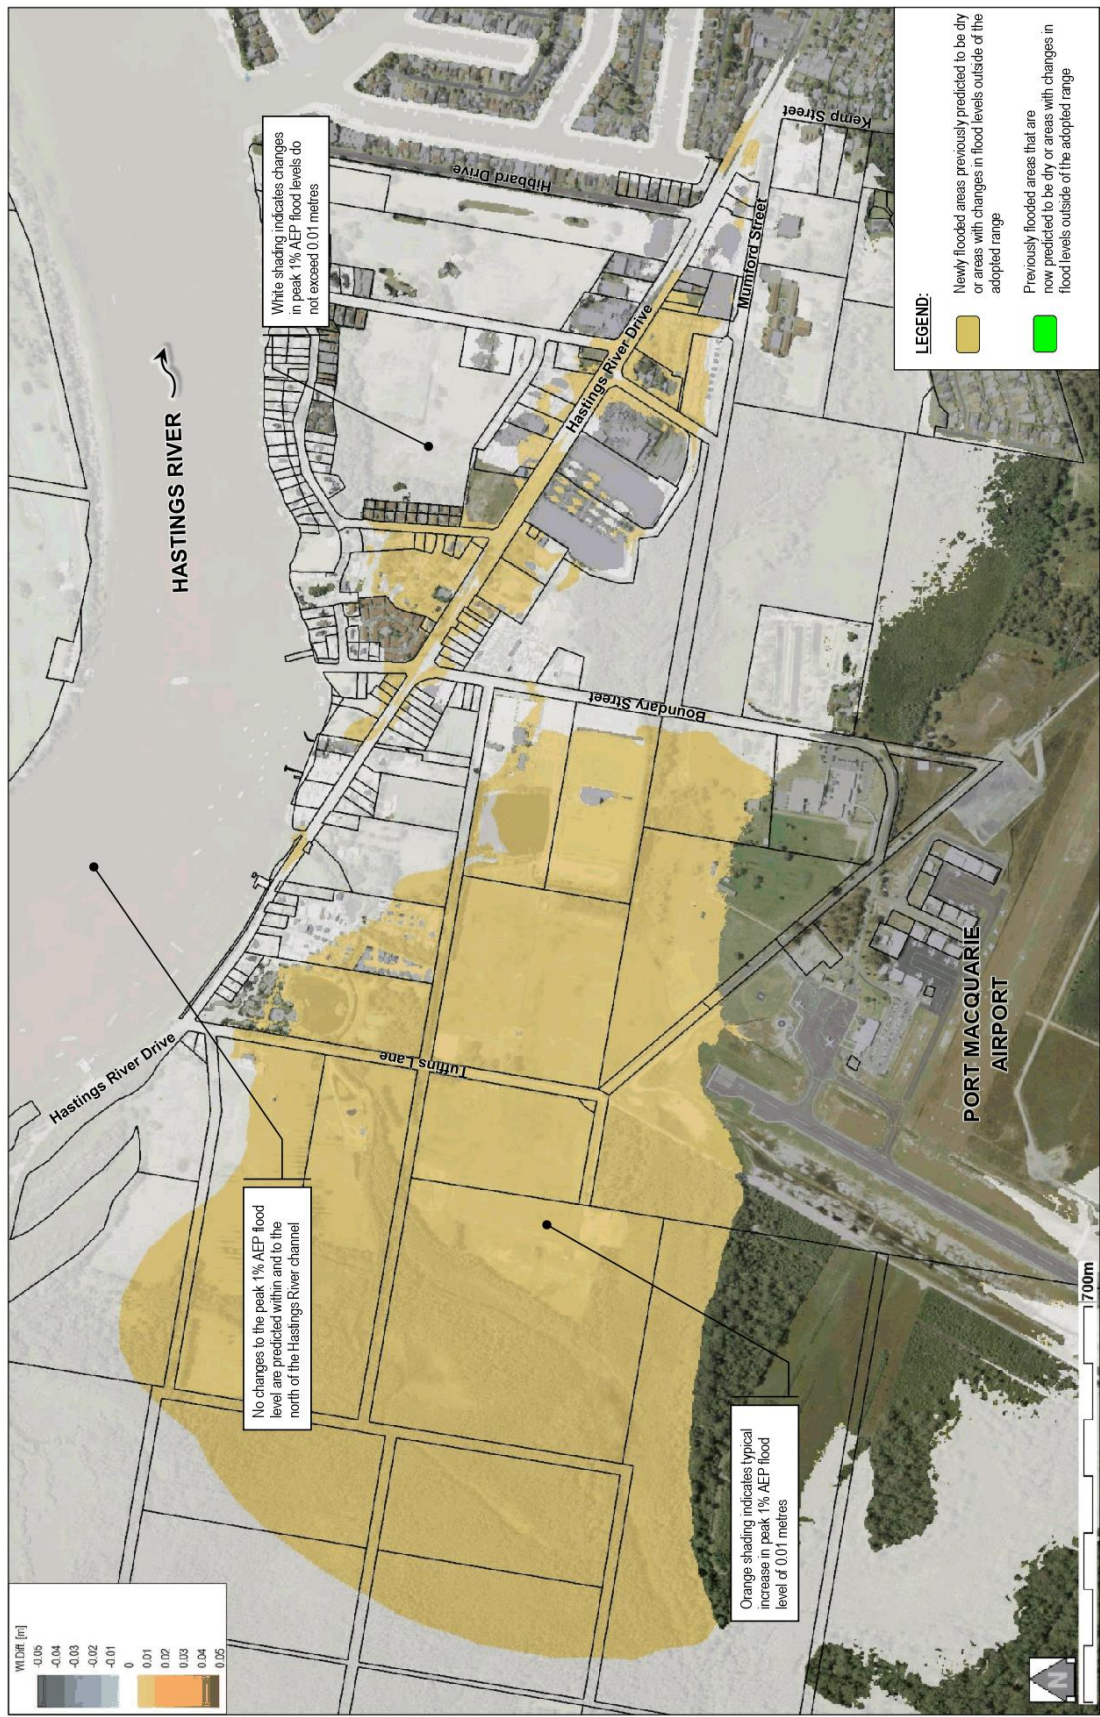 WLDiff. [m]
-0.05
-0.04
-0.03
-0.02
-0.01
0
0.01
0.02
0.03
0.04
0.05
No changes to the peak 1% AEP flood
level are predicted within and to the
north of the Hastings River channel
Hastings River Drive
HASTINGS RIVER
White shading indicates changes
in peak 1% AEP flood levels do
not exceed 0.01 metres
Hibbard Drive
Tuffins Lane
Boundary Street
Hastings River Drive
Mumford Street
Kemp Street
Orange shading indicates typical
increase in peak 1% AEP flood
level of 0.01 metres
PORT MACQUARIE
AIRPORT
N
700m
LEGEND:
Newly flooded areas previously predicted to be dry
or areas with changes in flood levels outside of the
adopted range
Previously flooded areas that are
now predicted to be dry or areas with changes in
flood levels outside of the adopted range